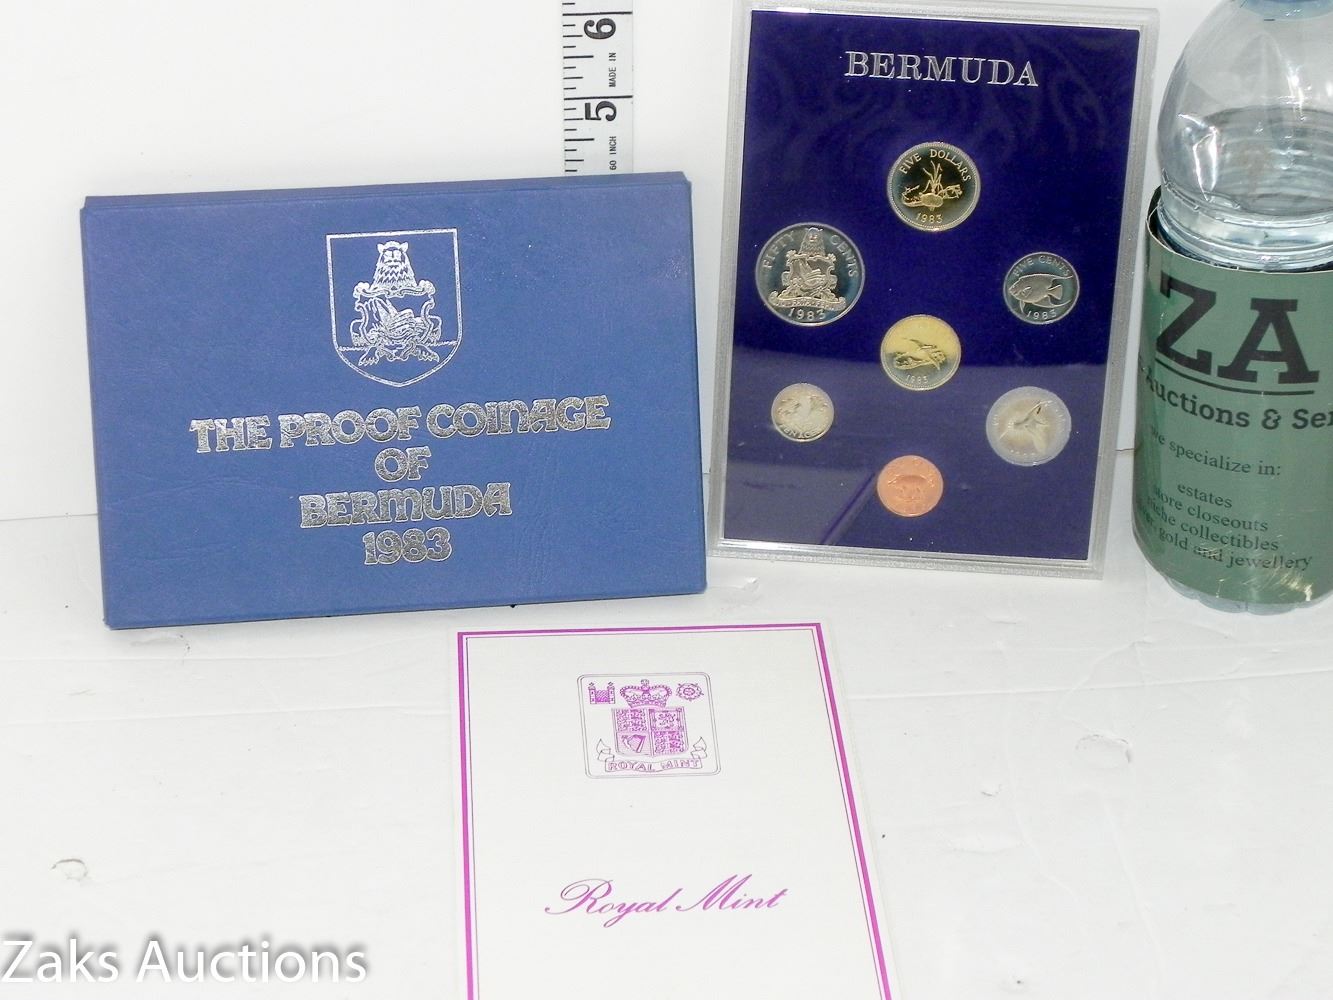 6
MADE IN
5
60 INCH
BERMUDA
FIVE DOLLARS
1983
FIFTY CENTS
1983
FIVE CENTS
1983
1983
THE PROOF COINAGE
OF
BERMUDA
1983
ZA
Auctions & Ser
we specialize in:
estates
store closeouts
niche collectibles
gold and jewellery
ROYAL MINT
Royal Mint
Zaks Auctions